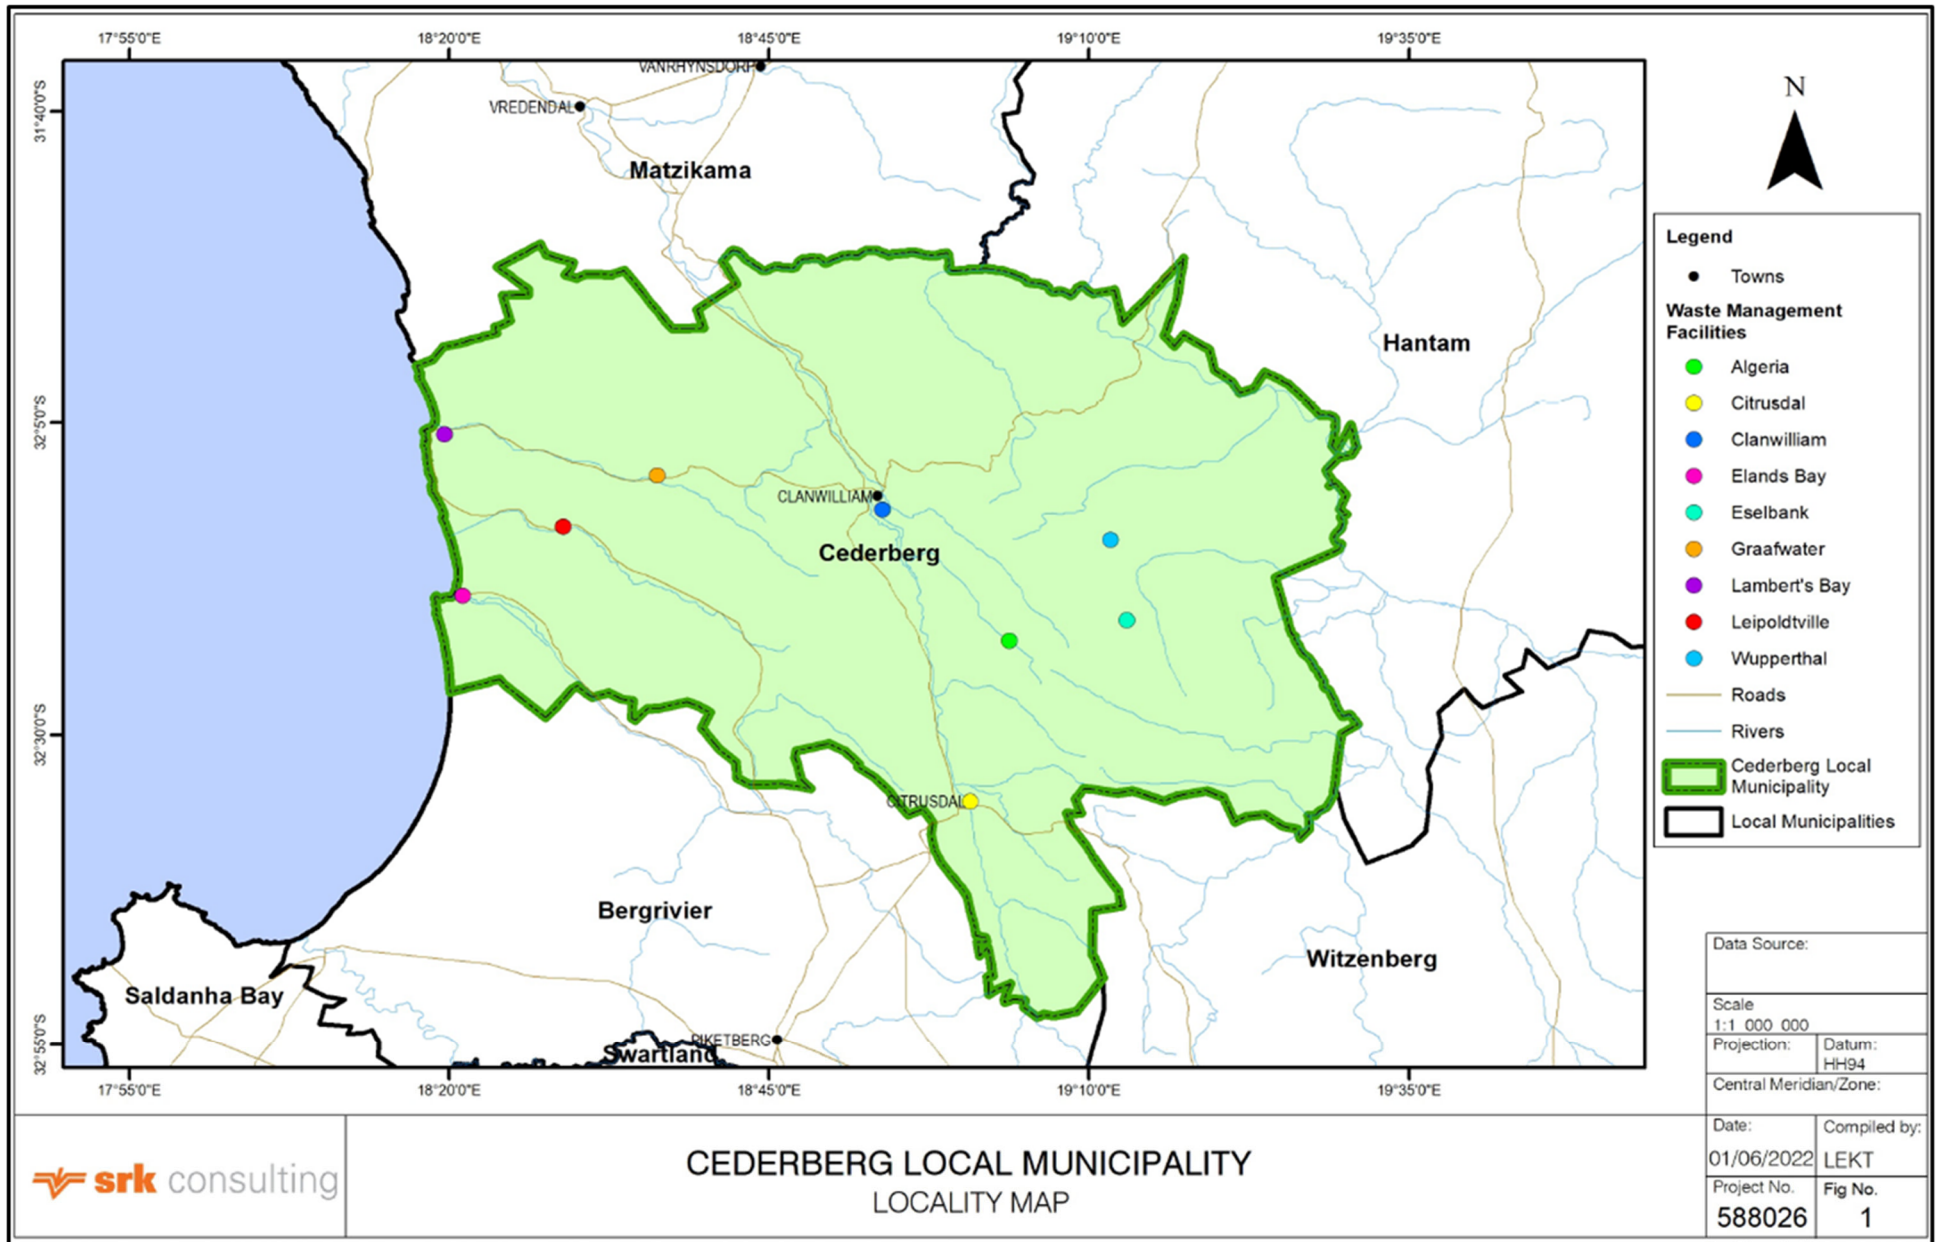 17°55'0"E 18°20'0"E 18°45'0"E 19°10'0"E 19°35'0"E
31°40'0"S
32°5'0"S
32°30'0"S
32°55'0"S
VANRHYNSDORP
VREDENDAL
Matzikama
Hantam
CLANWILLIAM
Cederberg
CITRUSDAL
Bergrivier
Witzenberg
Saldanha Bay
PIKETBERG
Swartland
17°55'0"E 18°20'0"E 18°45'0"E 19°10'0"E 19°35'0"E
N
Legend
Towns
Waste Management
Facilities
Algeria
Citrusdal
Clanwilliam
Elands Bay
Eselbank
Graafwater
Lambert's Bay
Leipoldtville
Wupperthal
Roads
Rivers
Cederberg Local
Municipality
Local Municipalities
Data Source:
Scale
1:1 000 000
Projection: Datum:
HH94
Central Meridian/Zone:
Date: Compiled by:
01/06/2022 LEKT
Project No. Fig No.
588026 1
srk consulting
CEDERBERG LOCAL MUNICIPALITY
LOCALITY MAP